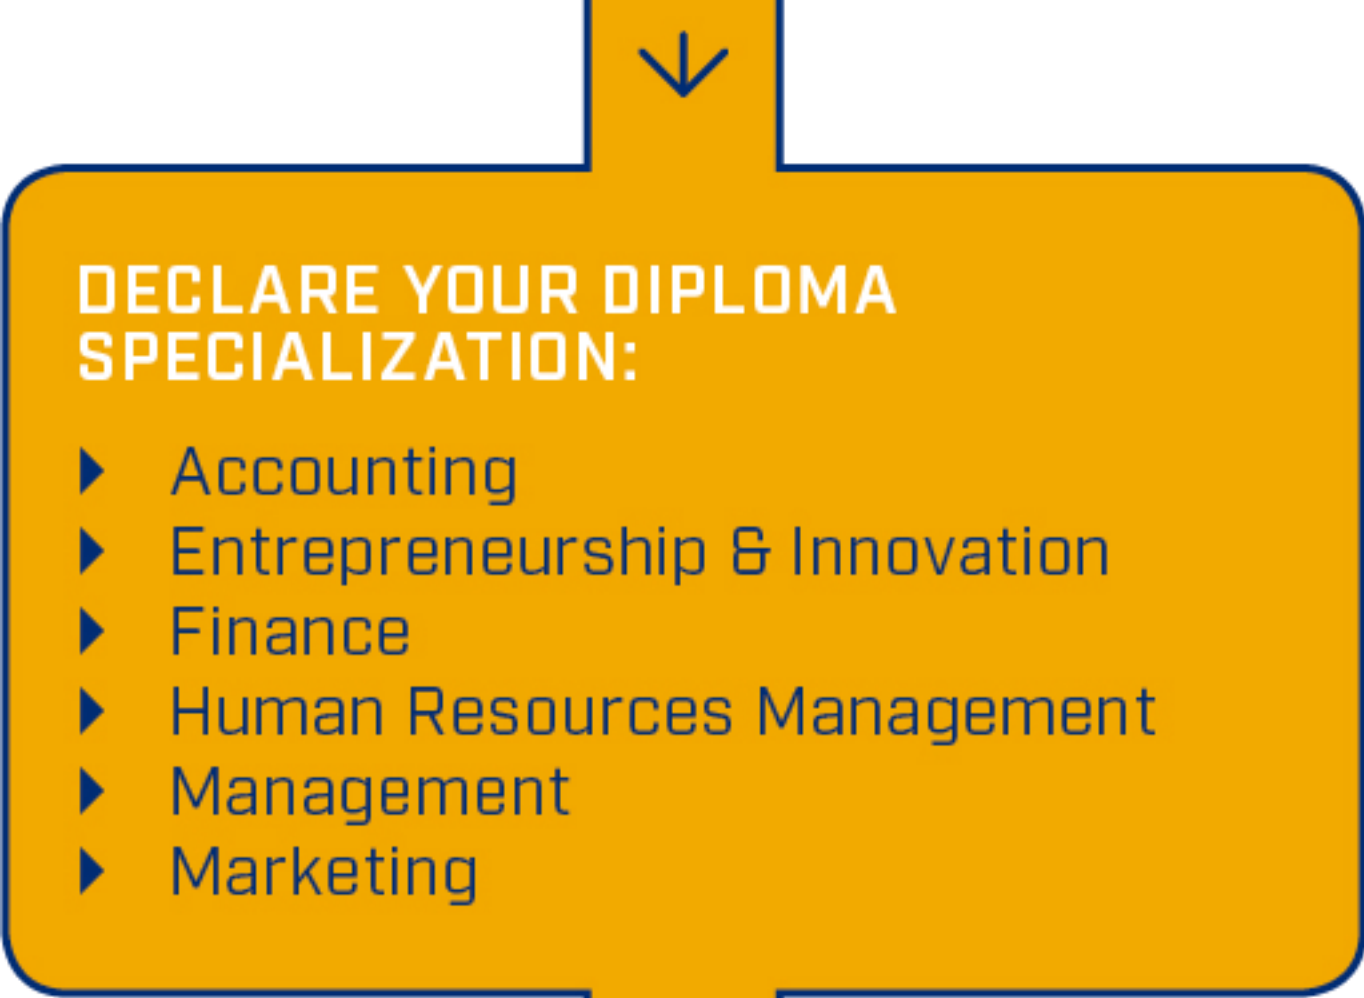 DECLARE YOUR DIPLOMA
SPECIALIZATION:
Accounting
Entrepreneurship & Innovation
Finance
Human Resources Management
Management
Marketing